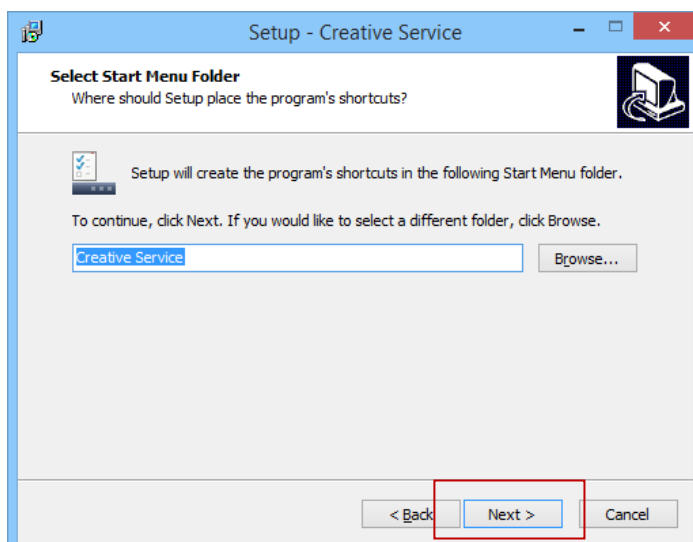 Setup - Creative Service
Select Start Menu Folder
Where should Setup place the program's shortcuts?
Setup will create the program's shortcuts in the following Start Menu folder.
To continue, click Next. If you would like to select a different folder, click Browse.
Creative Service
Browse...
< Back
Next >
Cancel